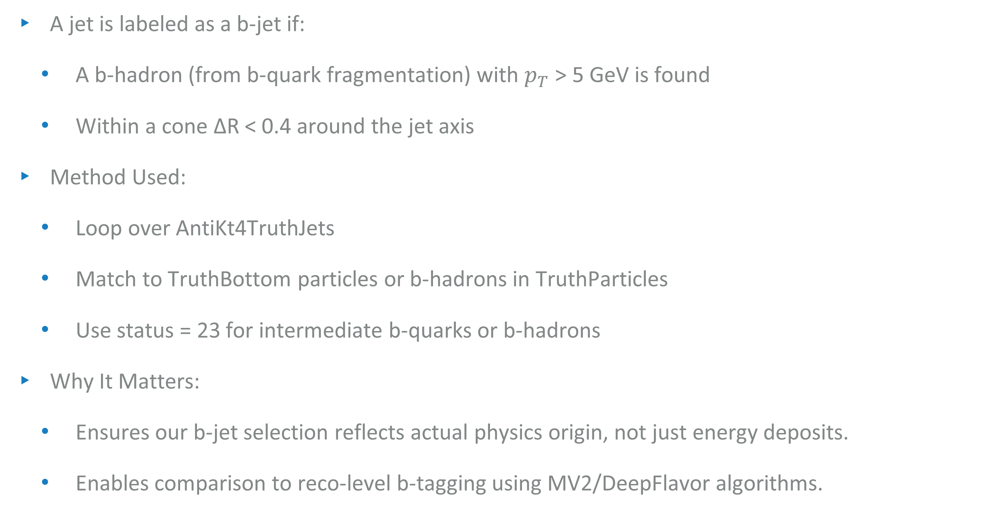 A jet is labeled as a b-jet if:
A b-hadron (from b-quark fragmentation) with p_T > 5 GeV is found
Within a cone ΔR < 0.4 around the jet axis
Method Used:
Loop over AntiKt4TruthJets
Match to TruthBottom particles or b-hadrons in TruthParticles
Use status = 23 for intermediate b-quarks or b-hadrons
Why It Matters:
Ensures our b-jet selection reflects actual physics origin, not just energy deposits.
Enables comparison to reco-level b-tagging using MV2/DeepFlavor algorithms.